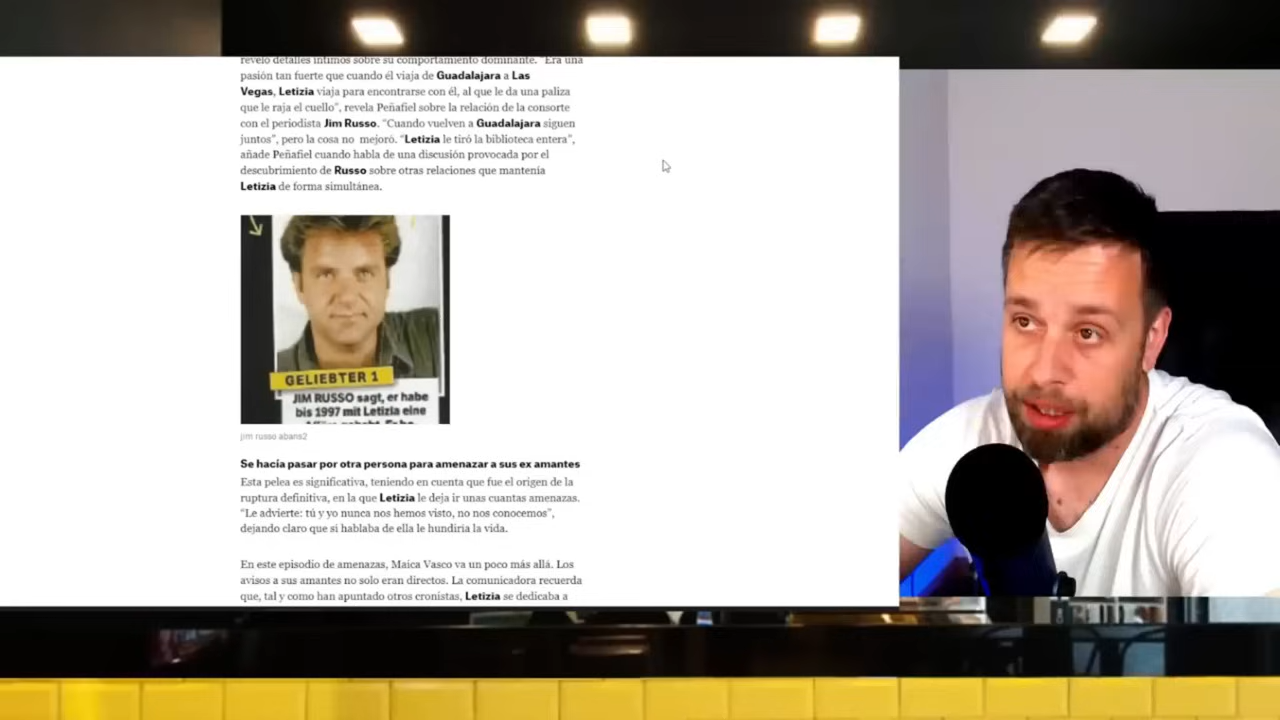 reveló detalles íntimos sobre su comportamiento dominante. "Era una
pasión tan fuerte que cuando él viaja de Guadalajara a Las
Vegas, Letizia viaja para encontrarse con él, al que le da una paliza
que le raja el cuello", revela Peñafiel sobre la relación de la consorte
con el periodista Jim Russo. "Cuando vuelven a Guadalajara siguen
juntos", pero la cosa no mejoró. "Letizia le tiró la biblioteca entera",
añade Peñafiel cuando habla de una discusión provocada por el
descubrimiento de Russo sobre otras relaciones que mantenía
Letizia de forma simultánea.
GELIEBTER 1
JIM RUSSO sagt, er habe
bis 1997 mit Letizia eine
jim russo abans2
Se hacía pasar por otra persona para amenazar a sus ex amantes
Esta pelea es significativa, teniendo en cuenta que fue el origen de la
ruptura definitiva, en la que Letizia le deja ir unas cuantas amenazas.
"Le advierte: tú y yo nunca nos hemos visto, no nos conocemos",
dejando claro que si hablaba de ella le hundiría la vida.
En este episodio de amenazas, Maica Vasco va un poco más allá. Los
avisos a sus amantes no solo eran directos. La comunicadora recuerda
que, tal y como han apuntado otros cronistas, Letizia se dedicaba a